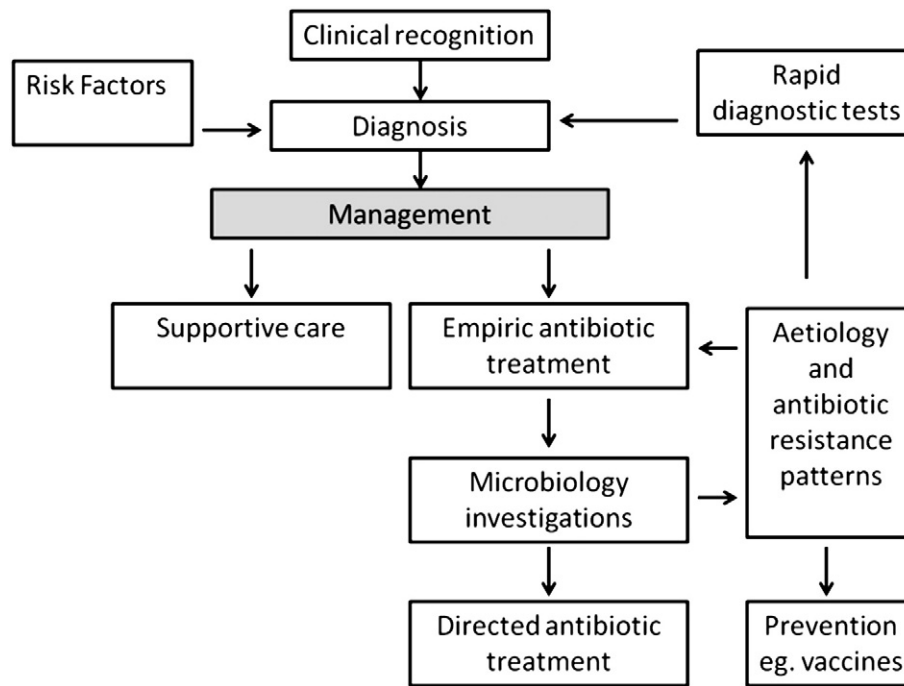 Clinical recognition
Risk Factors
Rapid
diagnostic tests
Diagnosis
Management
Supportive care
Empiric antibiotic
treatment
Aetiology
and
antibiotic
resistance
patterns
Microbiology
investigations
Directed antibiotic
treatment
Prevention
eg. vaccines